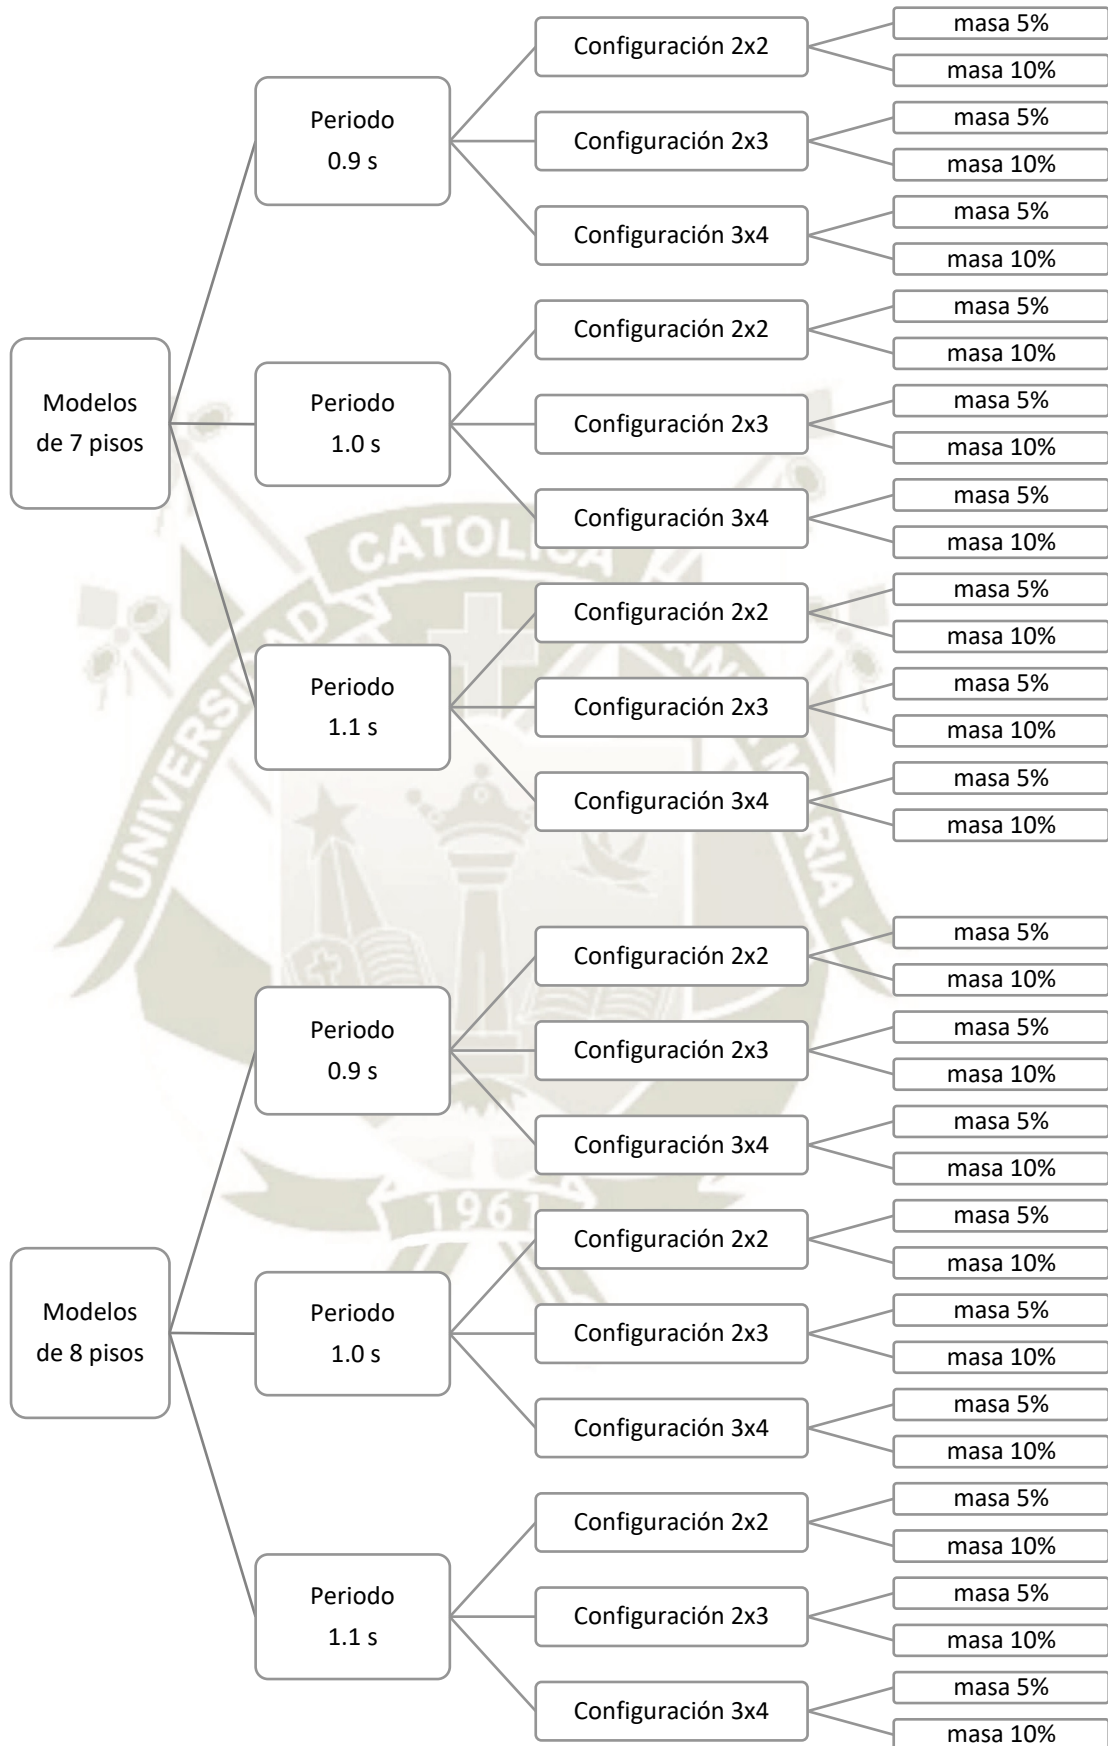 Modelos
de 7 pisos
Periodo
0.9 s
Configuración 2x2
masa 5%
masa 10%
Configuración 2x3
masa 5%
masa 10%
Configuración 3x4
masa 5%
masa 10%
Periodo
1.0 s
Configuración 2x2
masa 5%
masa 10%
Configuración 2x3
masa 5%
masa 10%
Configuración 3x4
masa 5%
masa 10%
Periodo
1.1 s
Configuración 2x2
masa 5%
masa 10%
Configuración 2x3
masa 5%
masa 10%
Configuración 3x4
masa 5%
masa 10%
Modelos
de 8 pisos
Periodo
0.9 s
Configuración 2x2
masa 5%
masa 10%
Configuración 2x3
masa 5%
masa 10%
Configuración 3x4
masa 5%
masa 10%
Periodo
1.0 s
Configuración 2x2
masa 5%
masa 10%
Configuración 2x3
masa 5%
masa 10%
Configuración 3x4
masa 5%
masa 10%
Periodo
1.1 s
Configuración 2x2
masa 5%
masa 10%
Configuración 2x3
masa 5%
masa 10%
Configuración 3x4
masa 5%
masa 10%
UNIVERSIDAD
CATOLICA
MARIA
1961